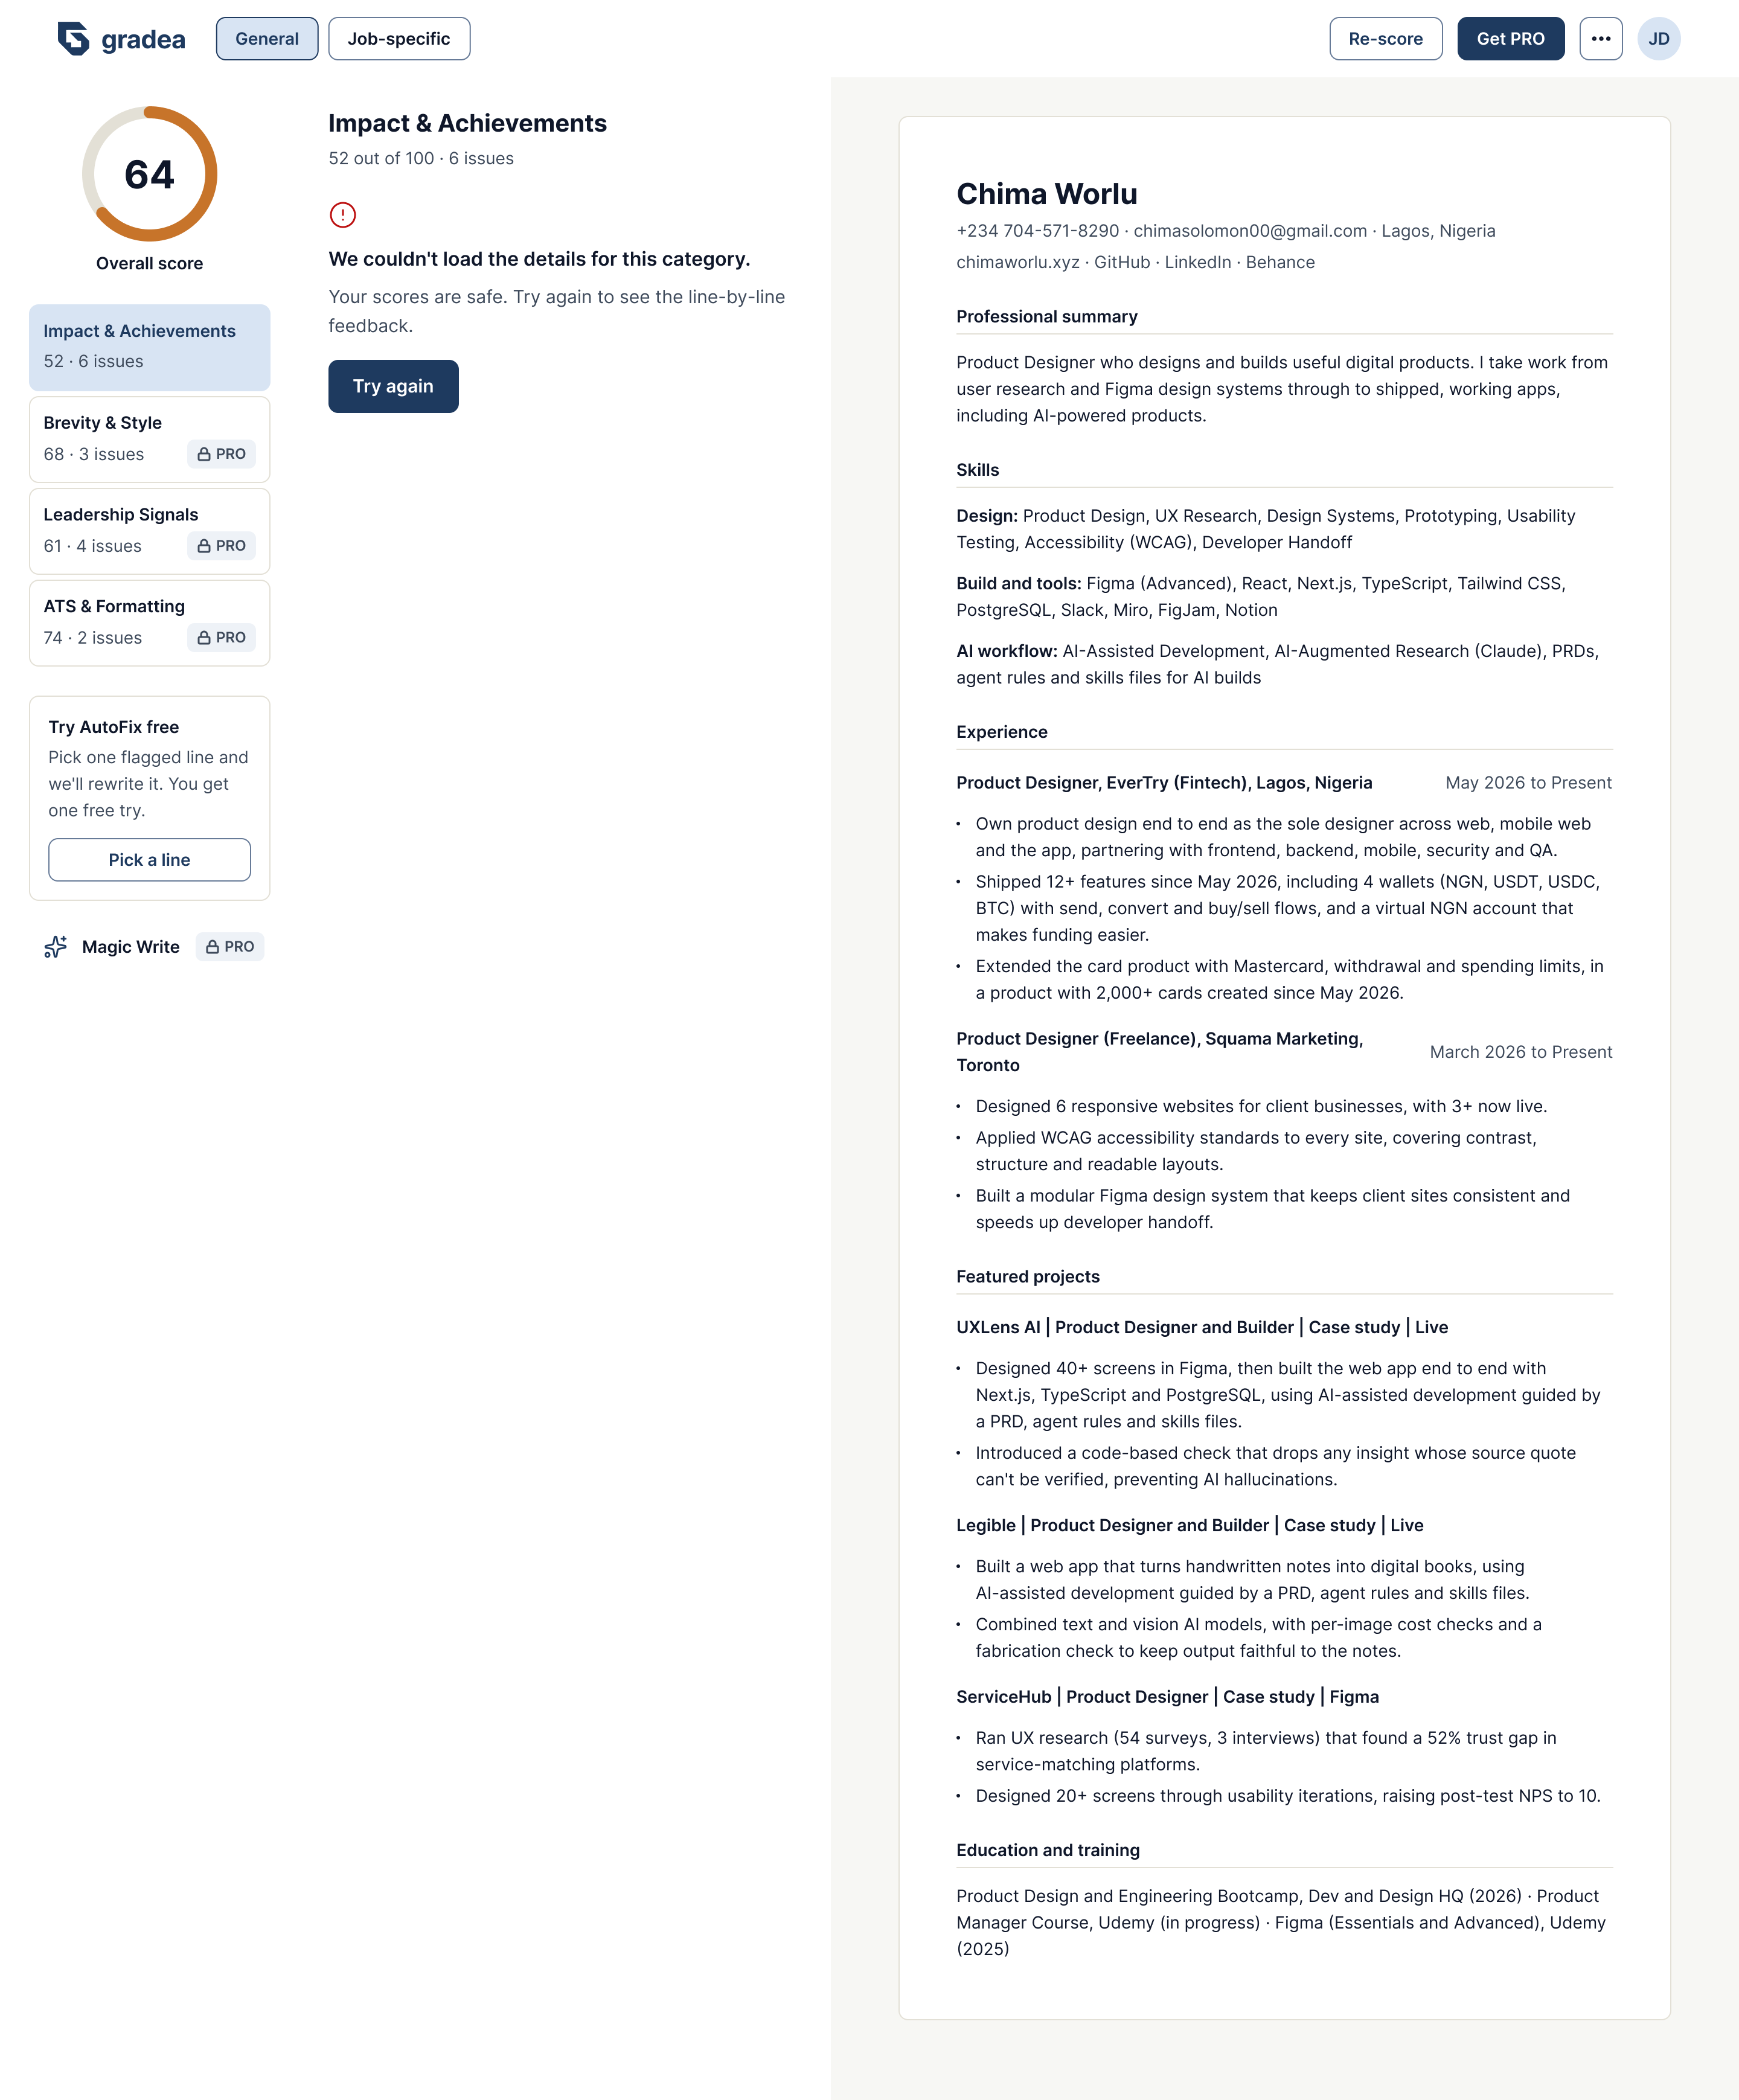 gradea
General
Job-specific
Re-score
Get PRO
JD
64
Overall score
Impact & Achievements
52 · 6 issues
Brevity & Style
68 · 3 issues
PRO
Leadership Signals
61 · 4 issues
PRO
ATS & Formatting
74 · 2 issues
PRO
Try AutoFix free
Pick one flagged line and
we'll rewrite it. You get
one free try.
Pick a line
Magic Write
PRO
Impact & Achievements
52 out of 100 · 6 issues
We couldn't load the details for this category.
Your scores are safe. Try again to see the line-by-line
feedback.
Try again
Chima Worlu
+234 704-571-8290 · chimasolomon00@gmail.com · Lagos, Nigeria
chimaworlu.xyz · GitHub · LinkedIn · Behance
Professional summary
Product Designer who designs and builds useful digital products. I take work from
user research and Figma design systems through to shipped, working apps,
including AI-powered products.
Skills
Design: Product Design, UX Research, Design Systems, Prototyping, Usability
Testing, Accessibility (WCAG), Developer Handoff
Build and tools: Figma (Advanced), React, Next.js, TypeScript, Tailwind CSS,
PostgreSQL, Slack, Miro, FigJam, Notion
AI workflow: AI-Assisted Development, AI-Augmented Research (Claude), PRDs,
agent rules and skills files for AI builds
Experience
Product Designer, EverTry (Fintech), Lagos, Nigeria May 2026 to Present
• Own product design end to end as the sole designer across web, mobile web
and the app, partnering with frontend, backend, mobile, security and QA.
• Shipped 12+ features since May 2026, including 4 wallets (NGN, USDT, USDC,
BTC) with send, convert and buy/sell flows, and a virtual NGN account that
makes funding easier.
• Extended the card product with Mastercard, withdrawal and spending limits, in
a product with 2,000+ cards created since May 2026.
Product Designer (Freelance), Squama Marketing,
Toronto
March 2026 to Present
• Designed 6 responsive websites for client businesses, with 3+ now live.
• Applied WCAG accessibility standards to every site, covering contrast,
structure and readable layouts.
• Built a modular Figma design system that keeps client sites consistent and
speeds up developer handoff.
Featured projects
UXLens AI | Product Designer and Builder | Case study | Live
• Designed 40+ screens in Figma, then built the web app end to end with
Next.js, TypeScript and PostgreSQL, using AI-assisted development guided by
a PRD, agent rules and skills files.
• Introduced a code-based check that drops any insight whose source quote
can't be verified, preventing AI hallucinations.
Legible | Product Designer and Builder | Case study | Live
• Built a web app that turns handwritten notes into digital books, using
AI-assisted development guided by a PRD, agent rules and skills files.
• Combined text and vision AI models, with per-image cost checks and a
fabrication check to keep output faithful to the notes.
ServiceHub | Product Designer | Case study | Figma
• Ran UX research (54 surveys, 3 interviews) that found a 52% trust gap in
service-matching platforms.
• Designed 20+ screens through usability iterations, raising post-test NPS to 10.
Education and training
Product Design and Engineering Bootcamp, Dev and Design HQ (2026) · Product
Manager Course, Udemy (in progress) · Figma (Essentials and Advanced), Udemy
(2025)